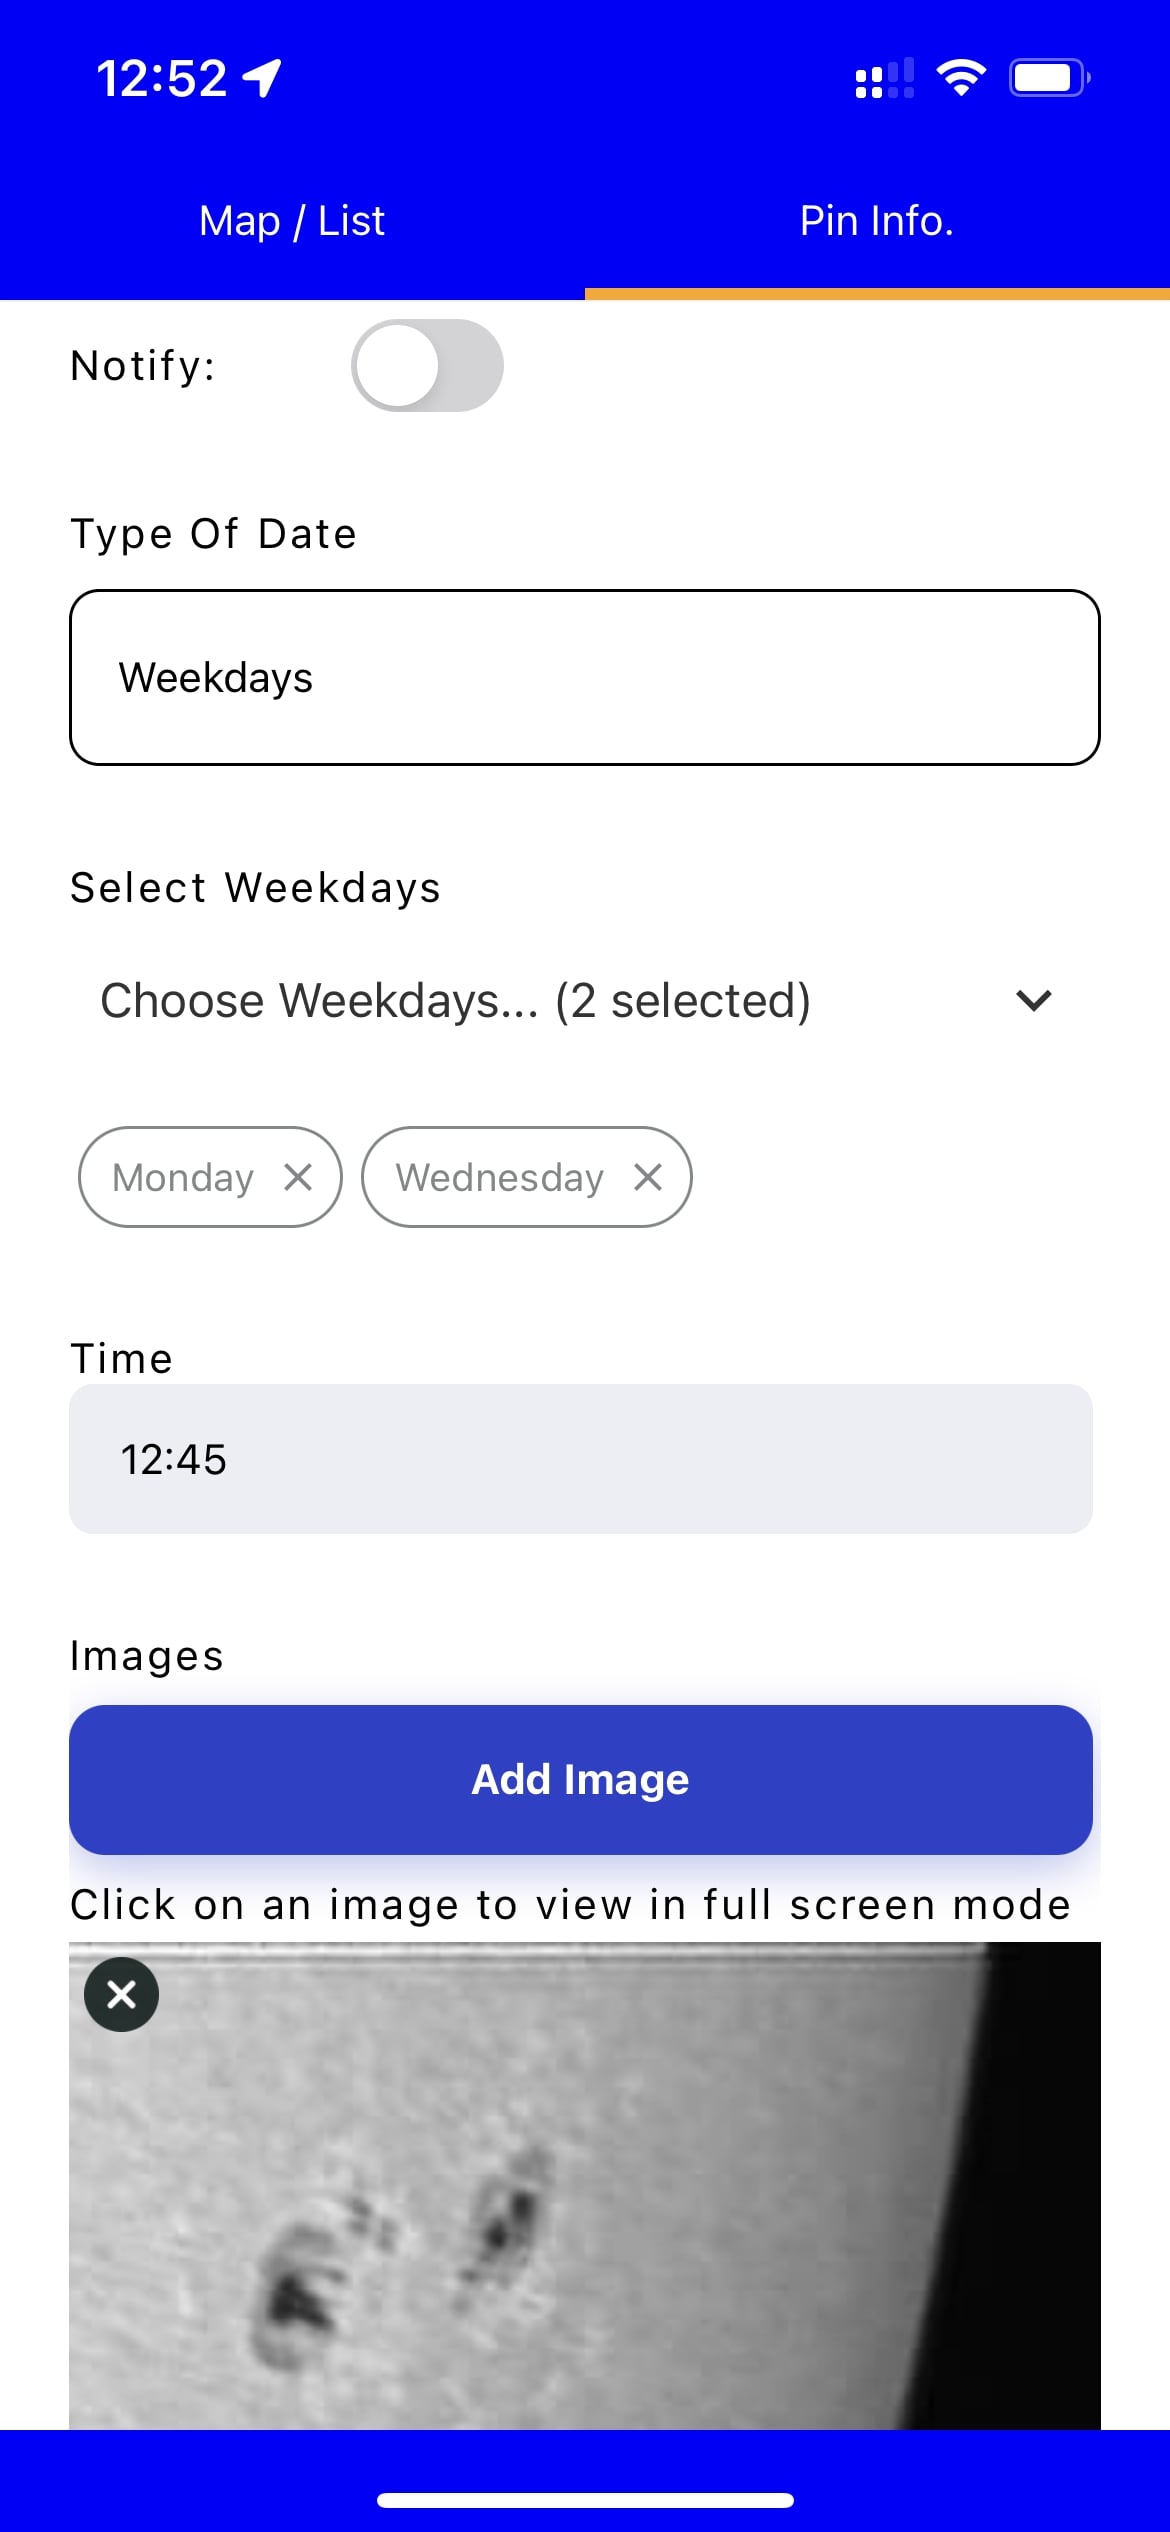 12:52
Map / List
Pin Info.
Notify:
Type Of Date
Weekdays
Select Weekdays
Choose Weekdays... (2 selected)
Monday
Wednesday
Time
12:45
Images
Add Image
Click on an image to view in full screen mode